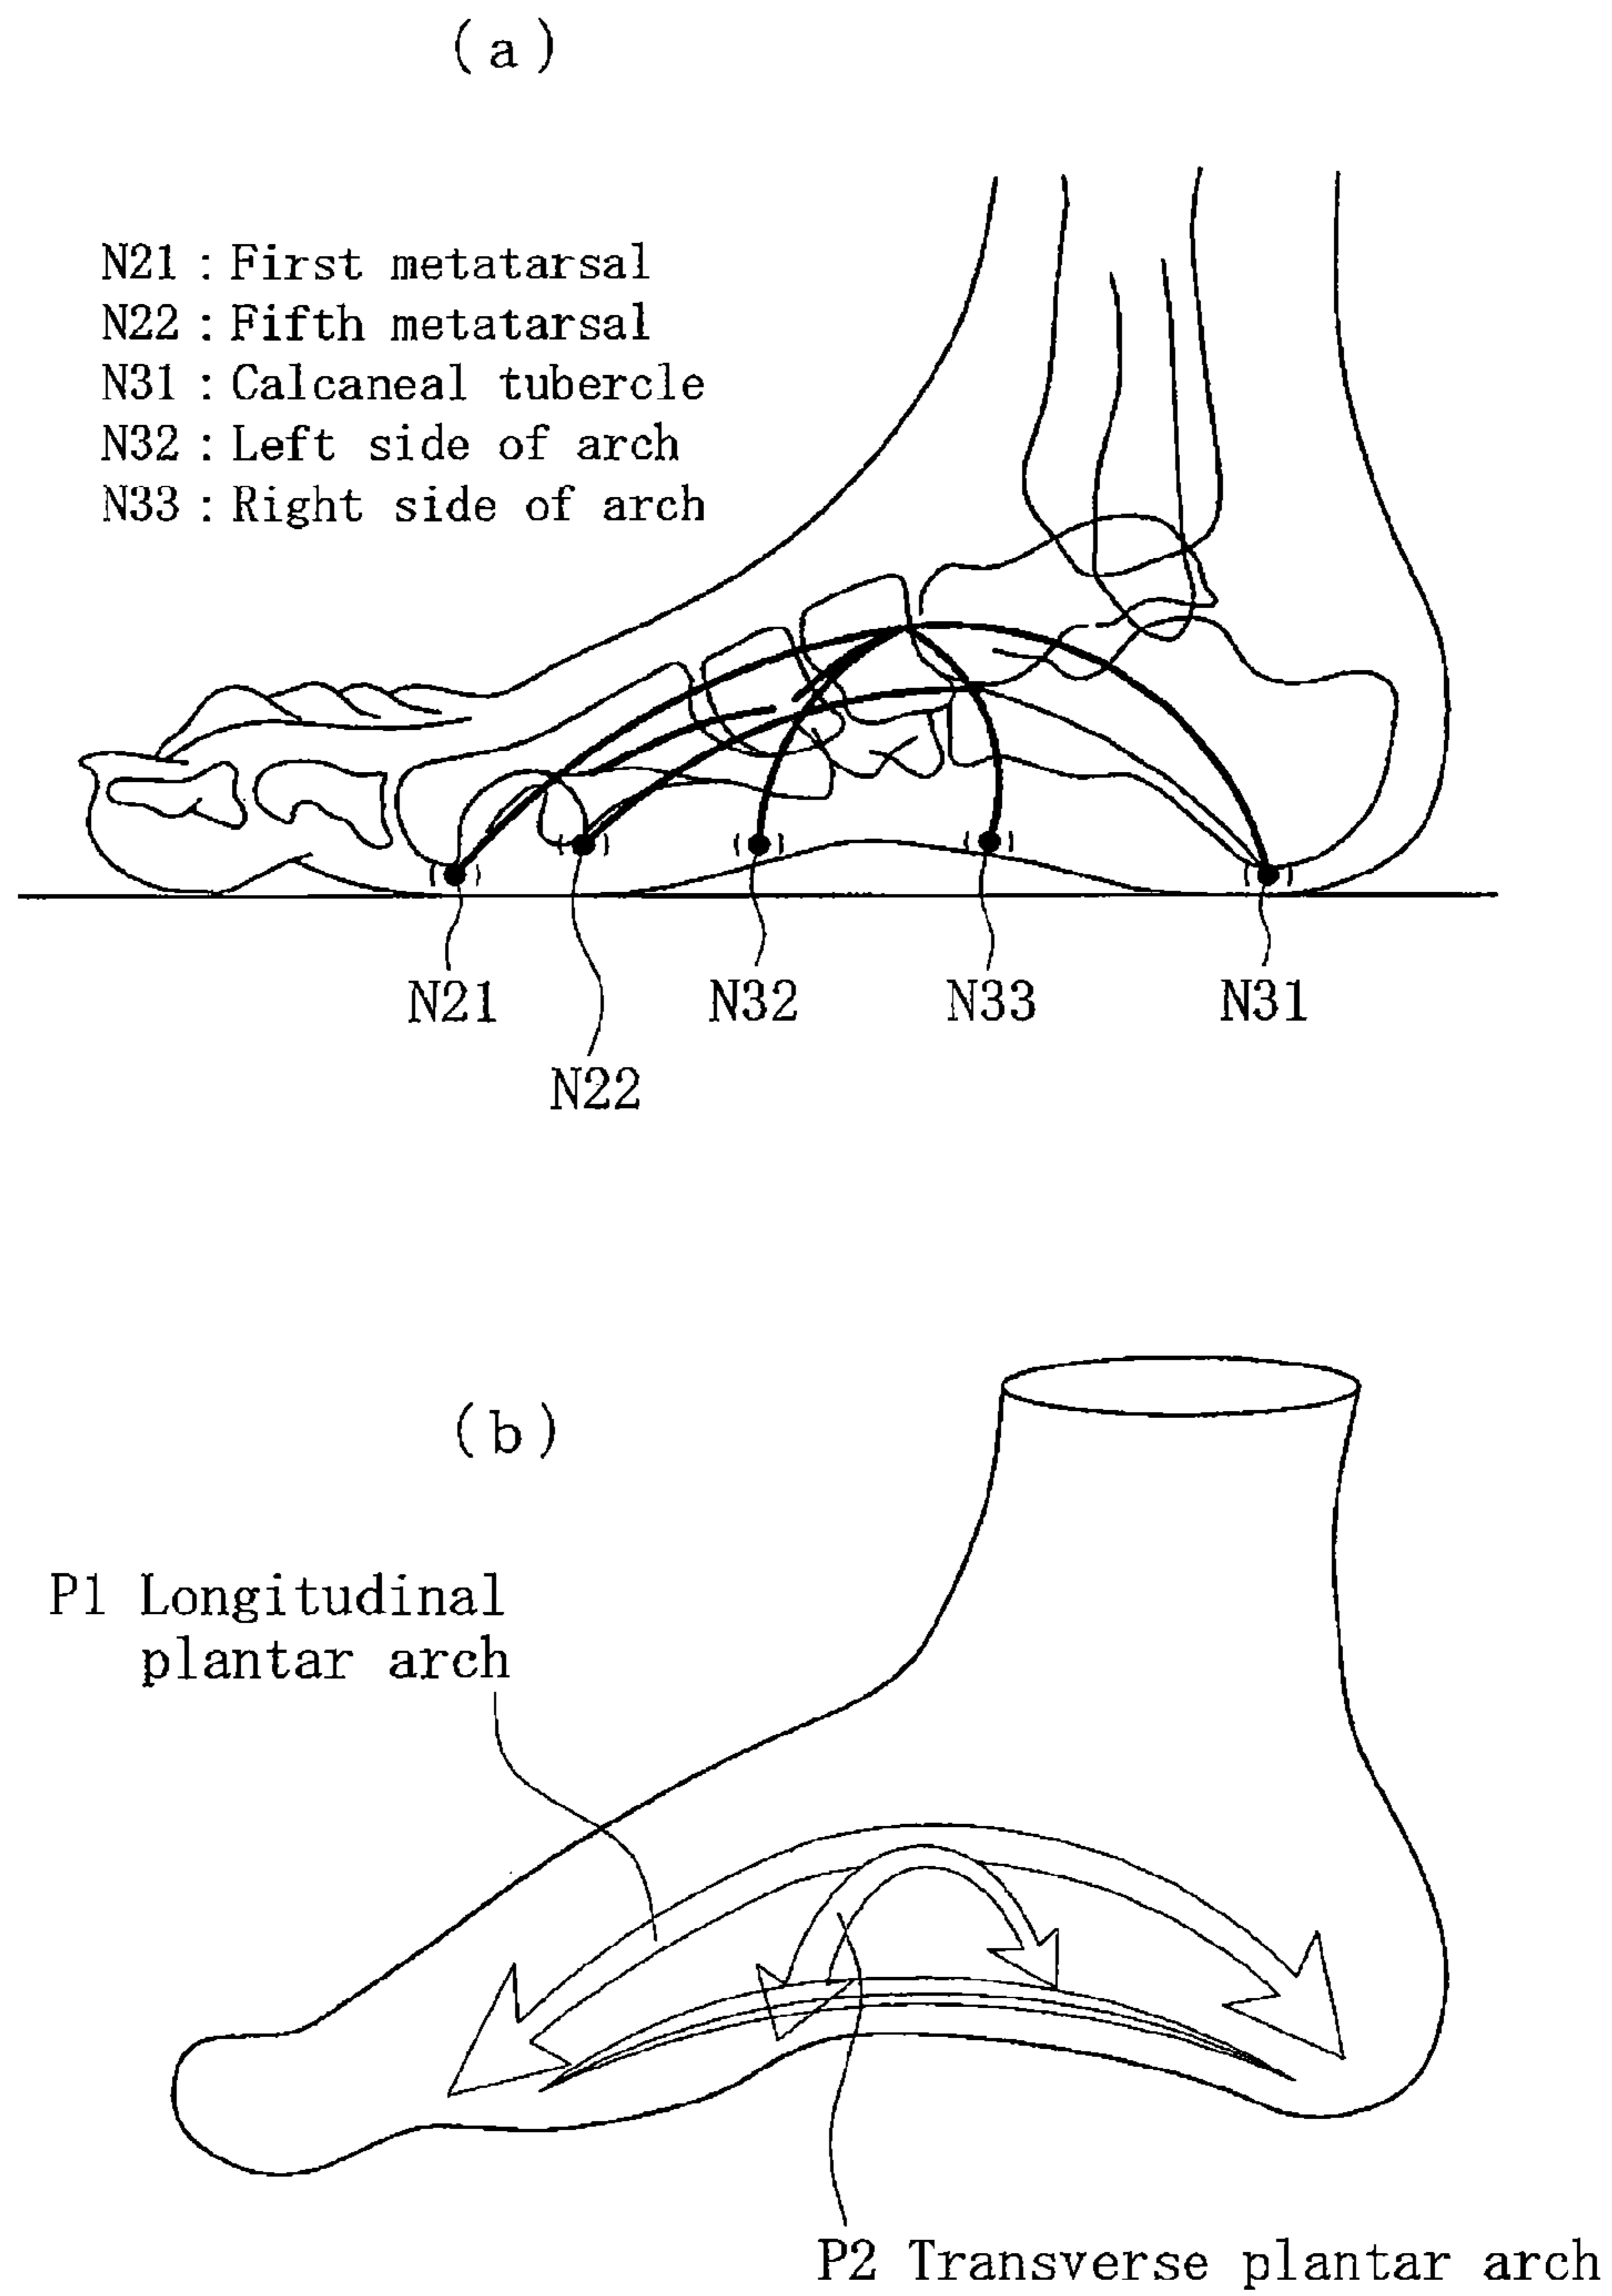 (a)
N21 : First metatarsal
N22 : Fifth metatarsal
N31 : Calcaneal tubercle
N32 : Left side of arch
N33 : Right side of arch
N21
N32
N33
N31
N22
(b)
P1 Longitudinal
plantar arch
P2 Transverse plantar arch